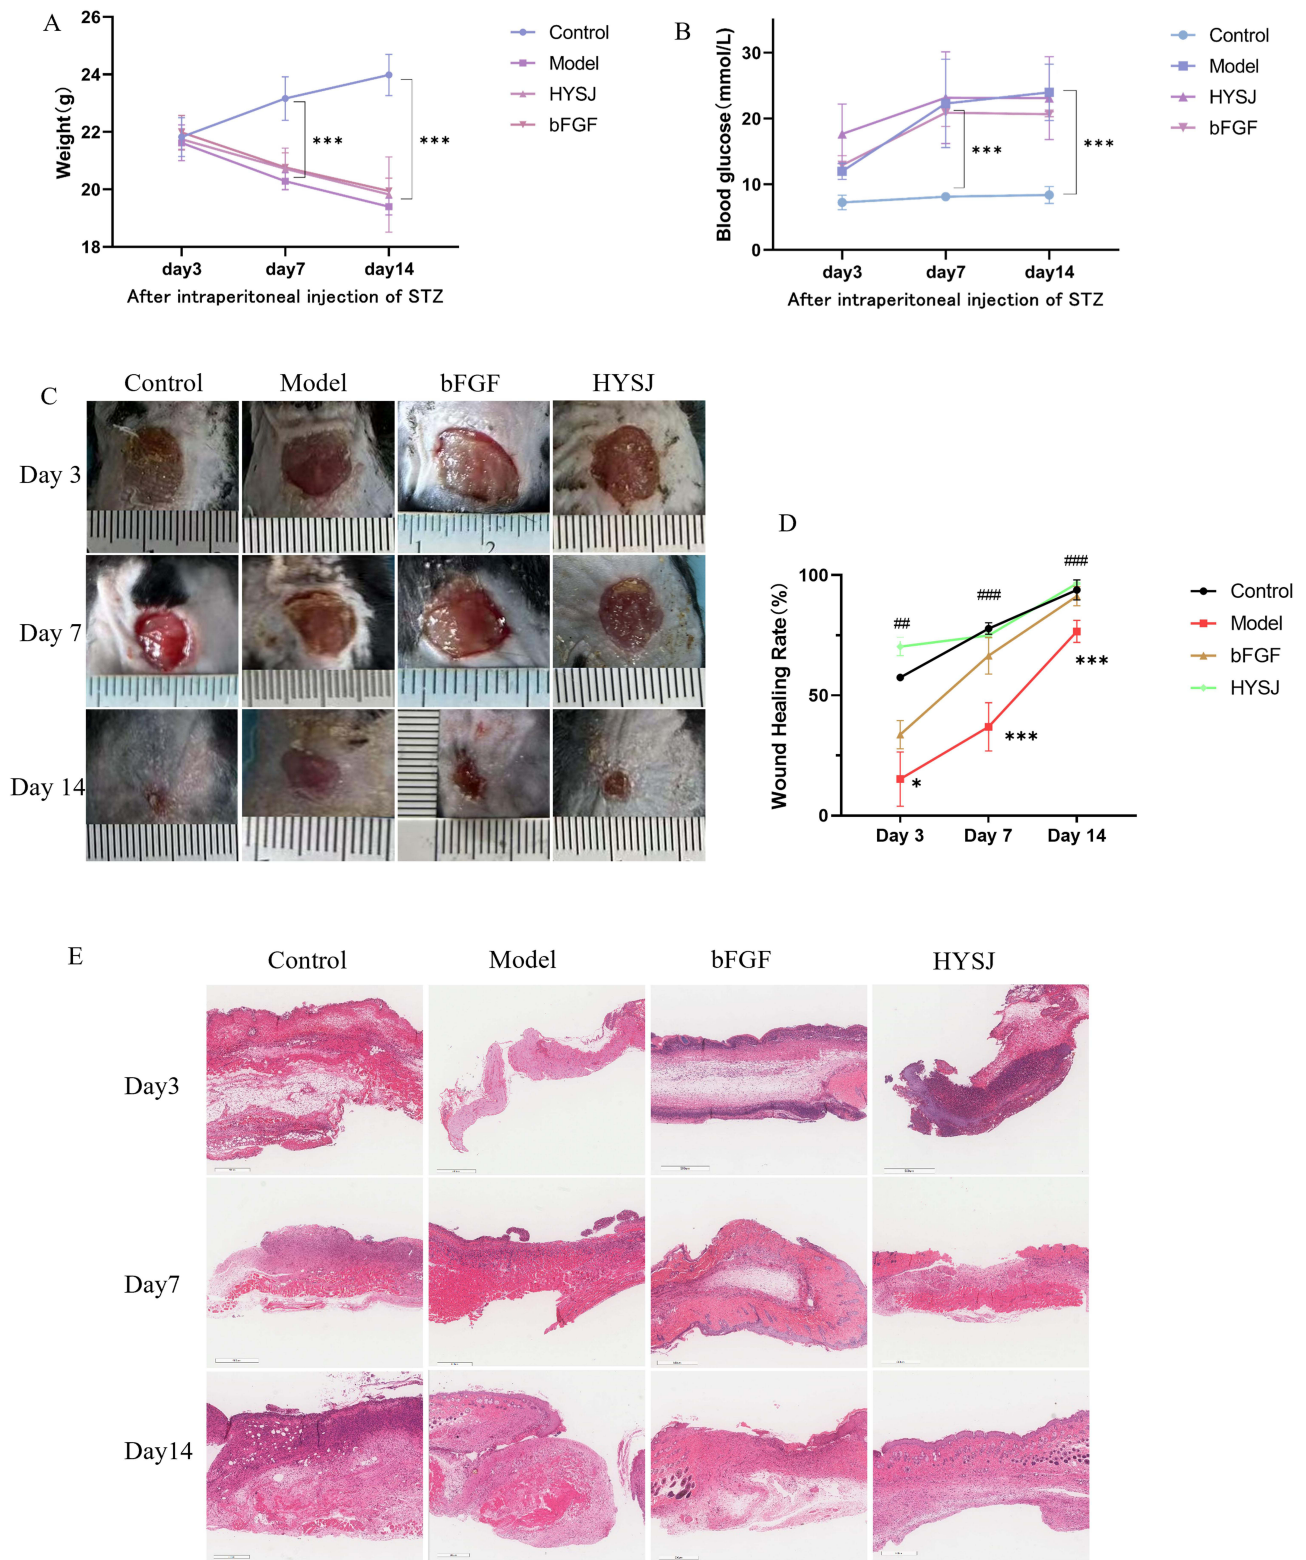 A
Weight(g)
26
24
22
20
18
***
***
day3 day7 day14
After intraperitoneal injection of STZ
Control
Model
HYSJ
bFGF
B
Blood glucose(mmol/L)
30
20
10
0
***
***
day3 day7 day14
After intraperitoneal injection of STZ
Control
Model
HYSJ
bFGF
C
Control Model bFGF HYSJ
Day 3
1 2
Day 7
Day 14
D
Wound Healing Rate(%)
100
50
0
## ### ###
* *** ***
Day 3 Day 7 Day 14
Control
Model
bFGF
HYSJ
E
Control Model bFGF HYSJ
Day3
Day7
Day14